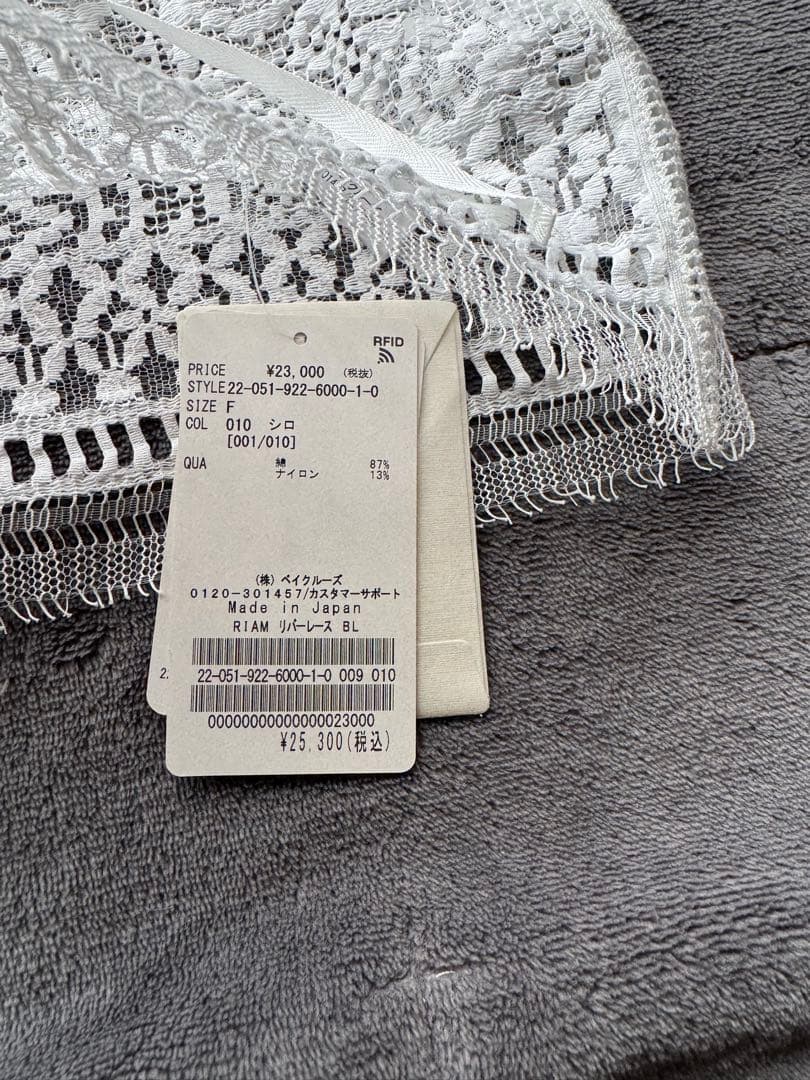 RFID
PRICE ¥23,000 (税抜)
STYLE 22-051-922-6000-1-0
SIZE F
COL 010 シロ
[001/010]
QUA 綿 87%
ナイロン 13%
(株) ベイクルーズ
0120-301457/カスタマーサポート
Made in Japan
RIAM リバーレース BL
2.
22-051-922-6000-1-0 009 010
00000000000000023000
¥25,300(税込)